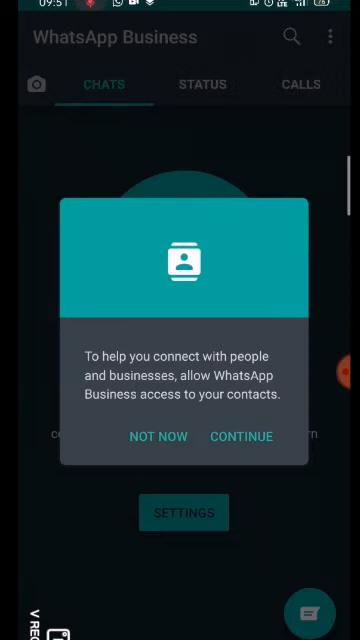 09:51
WhatsApp Business
CHATS STATUS CALLS
To help you connect with people
and businesses, allow WhatsApp
Business access to your contacts.
NOT NOW CONTINUE
SETTINGS
V REC